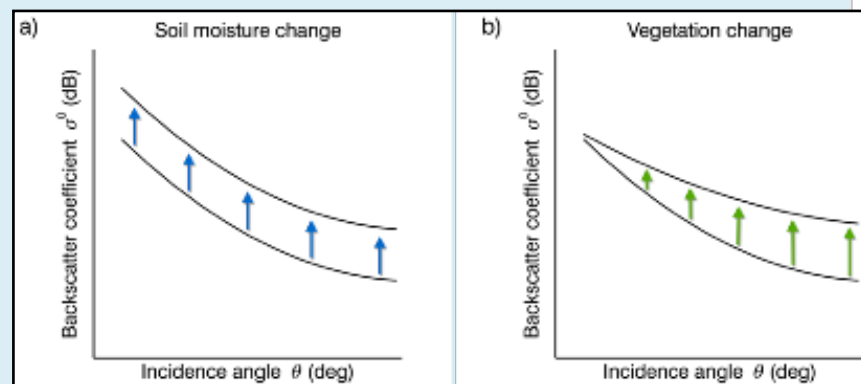 a)
Soil moisture change
Backscatter coefficient σ⁰ (dB)
Incidence angle θ (deg)
b)
Vegetation change
Backscatter coefficient σ⁰ (dB)
Incidence angle θ (deg)